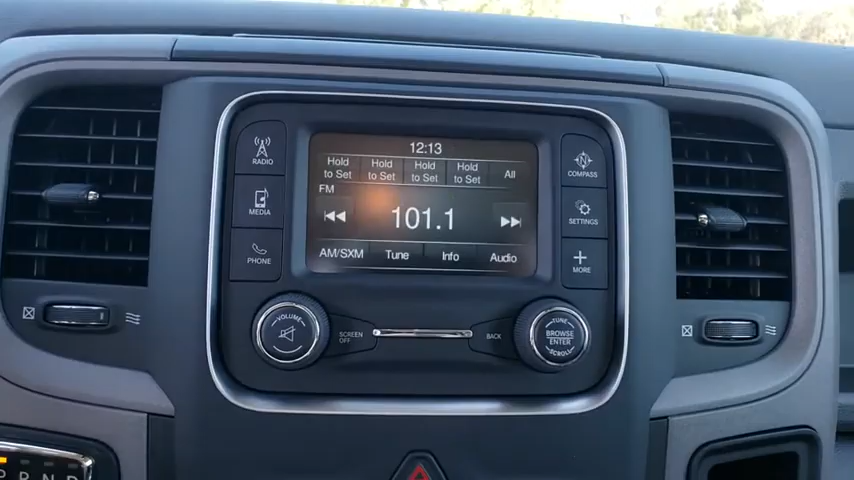 12:13
Hold to Set Hold to Set Hold to Set Hold to Set All
FM
101.1
AM/SXM Tune Info Audio
RADIO
MEDIA
PHONE
COMPASS
SETTINGS
MORE
VOLUME
SCREEN OFF
BACK
TUNE
BROWSE
ENTER
SCROLL
P R N D